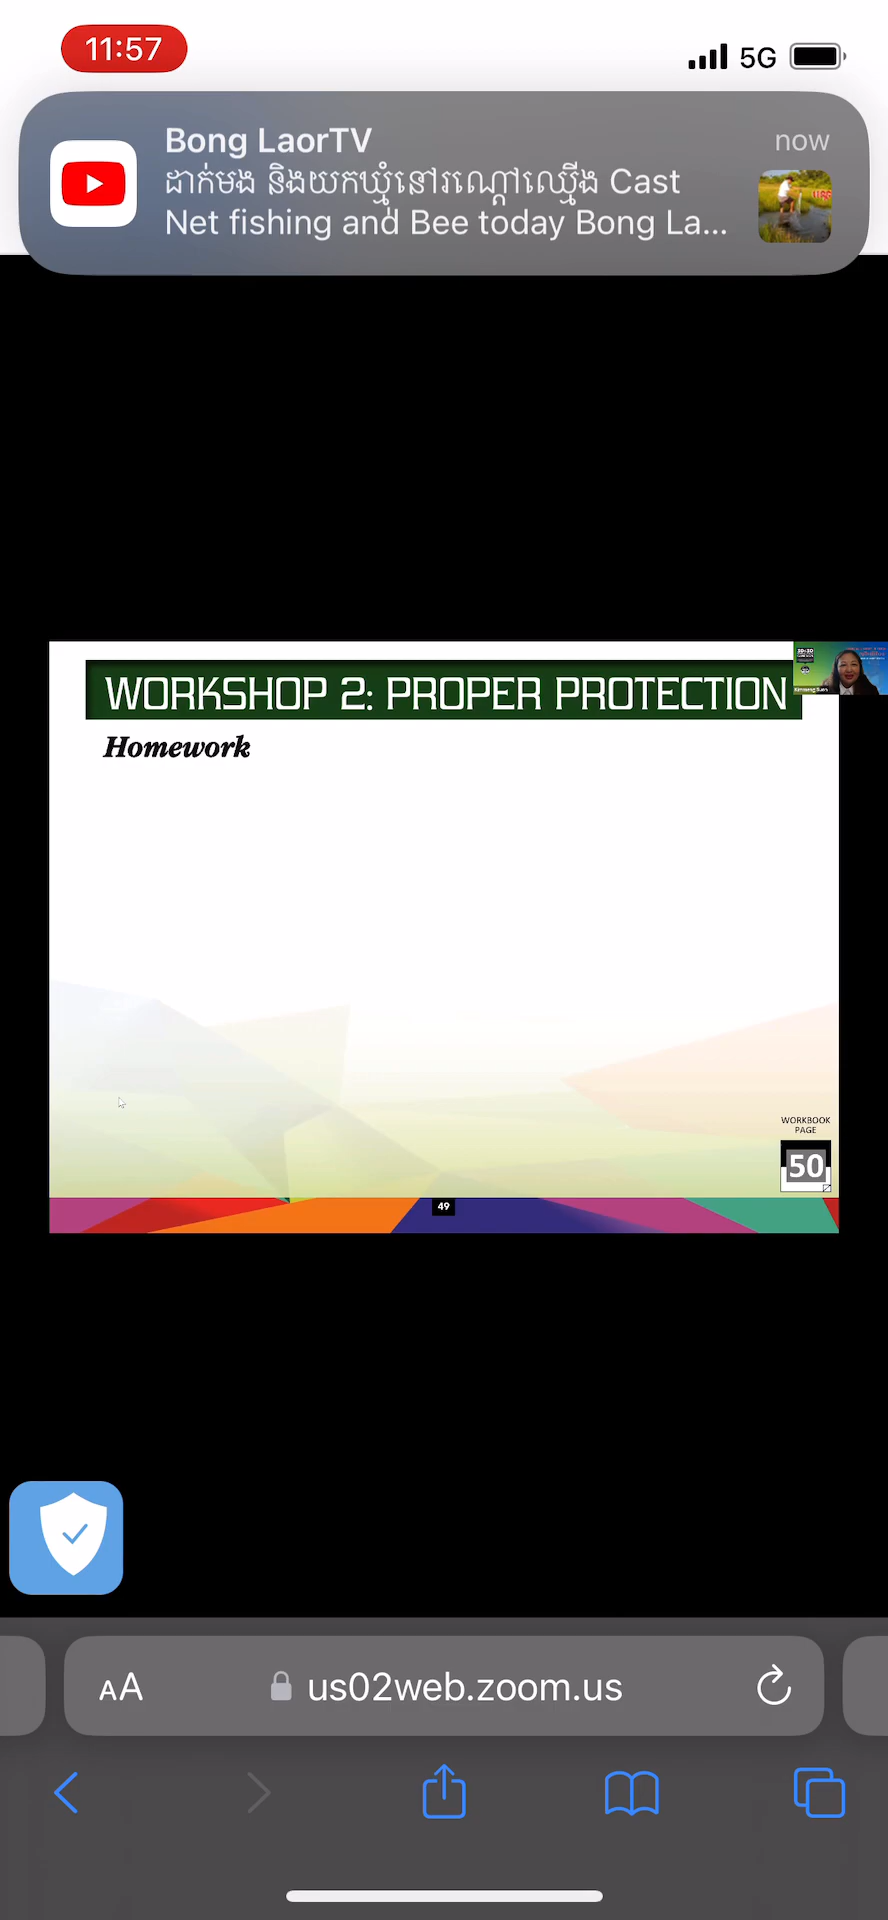 11:57
5G
Bong LaorTV
now
ដាក់មង និងយកឃ្មុំនៅរណ្តៅឈ្មើង Cast
Net fishing and Bee today Bong La...
WORKSHOP 2: PROPER PROTECTION
Homework
WORKBOOK
PAGE
50
49
AA
us02web.zoom.us